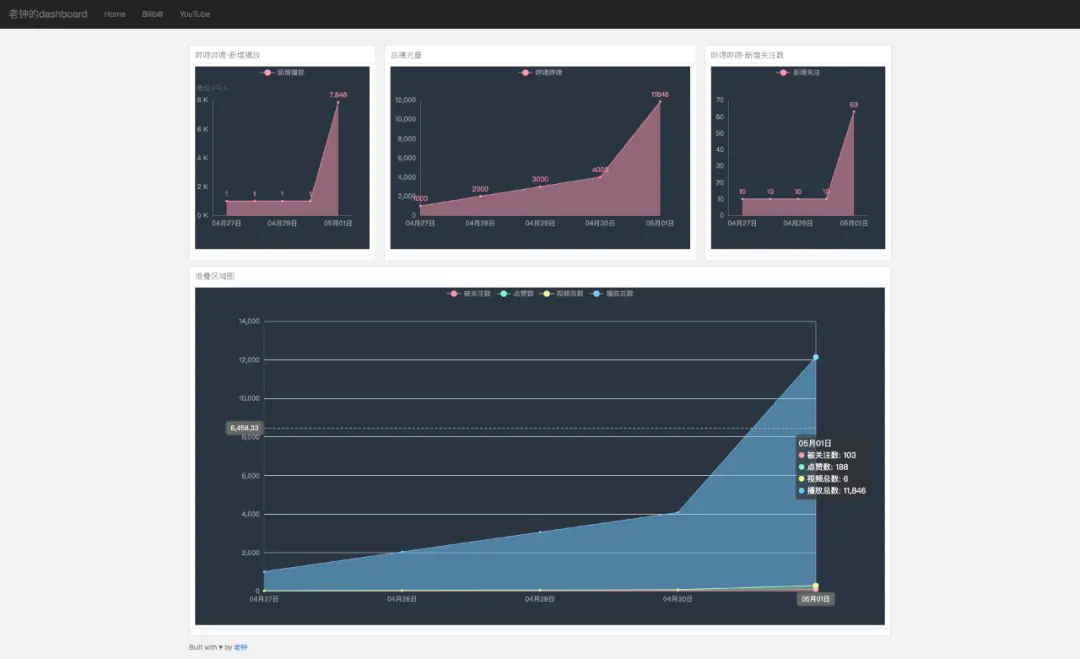 老钟的dashboard Home Bilibili YouTube
哔哩哔哩-新增播放
新增播放
8 K
6 K
4 K
2 K
0 K
7.846
1 1 1 1
04月27日 04月29日 05月01日
总曝光量
哔哩哔哩
12,000
10,000
8,000
6,000
4,000
2,000
0
1000 2000 3000 4000 11846
04月27日 04月28日 04月29日 04月30日 05月01日
哔哩哔哩-新增关注数
新增关注
70
60
50
40
30
20
10
0
10 10 10 10 63
04月27日 04月29日 05月01日
堆叠区域图
被关注数 点赞数 视频总数 播放总数
14,000
12,000
10,000
8,458.33
8,000
6,000
4,000
2,000
0
05月01日
被关注数: 103
点赞数: 188
视频总数: 6
播放总数: 11,846
04月27日 04月28日 04月29日 04月30日 05月01日
Built with ♥ by 老钟